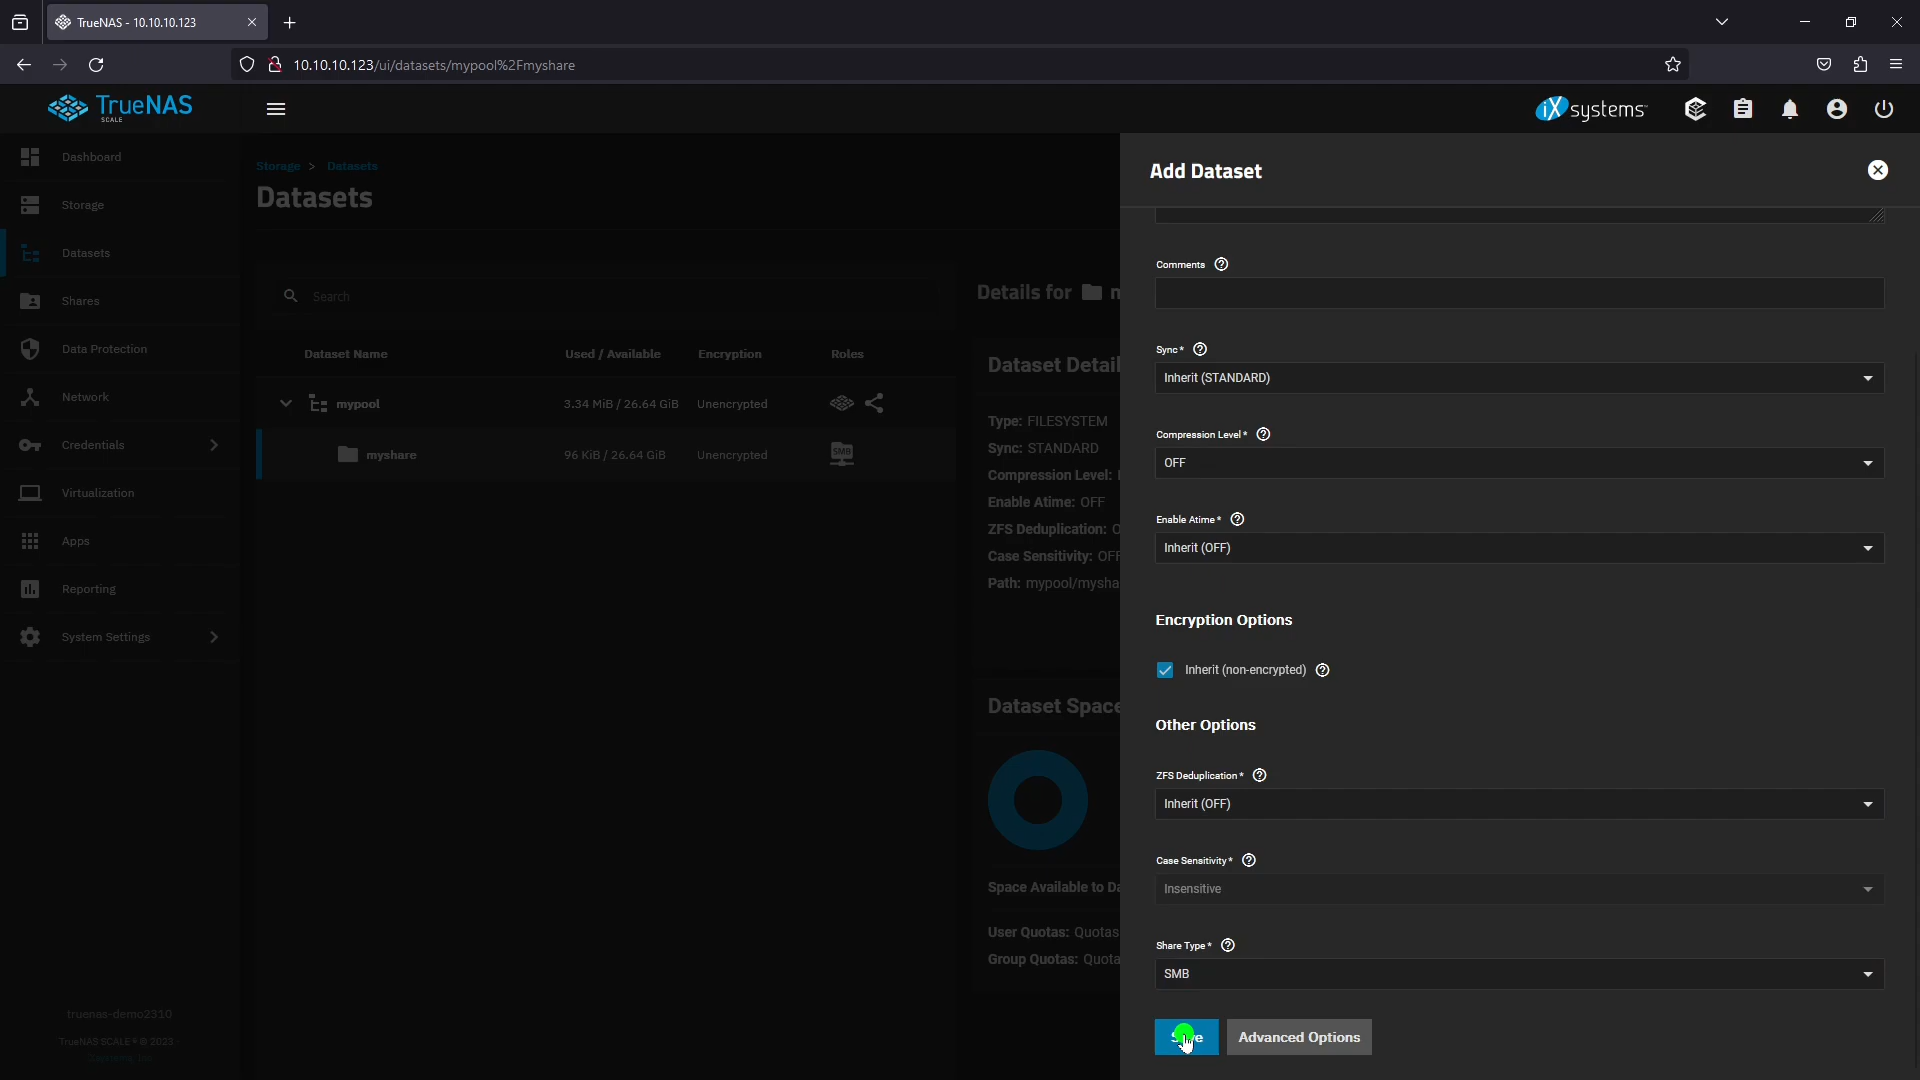 TrueNAS - 10.10.10.123
10.10.10.123/ui/datasets/mypool%2Fmyshare
TrueNAS
SCALE
iXsystems
Dashboard
Storage
Datasets
Shares
Data Protection
Network
Credentials
Virtualization
Apps
Reporting
System Settings
truenas-demo2310
TrueNAS SCALE ® © 2023 -
Storage > Datasets
Datasets
Search
Dataset Name Used / Available Encryption Roles
mypool 3.34 MiB / 26.64 GiB Unencrypted
myshare 96 KiB / 26.64 GiB Unencrypted SMB
Details for
Dataset Detail
Type: FILESYSTEM
Sync: STANDARD
Compression Level:
Enable Atime: OFF
ZFS Deduplication: O
Case Sensitivity: OFF
Path: mypool/mysha
Dataset Space
Space Available to Da
User Quotas: Quotas
Group Quotas: Quota
Add Dataset
Comments
Sync*
Inherit (STANDARD)
Compression Level*
OFF
Enable Atime*
Inherit (OFF)
Encryption Options
Inherit (non-encrypted)
Other Options
ZFS Deduplication*
Inherit (OFF)
Case Sensitivity*
Insensitive
Share Type*
SMB
Save Advanced Options